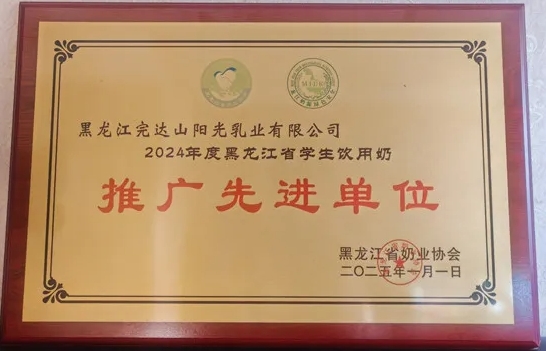 黑龙江完达山阳光乳业有限公司
2024年度黑龙江省学生饮用奶
推广先进单位
黑龙江省奶业协会
二〇二五年一月一日